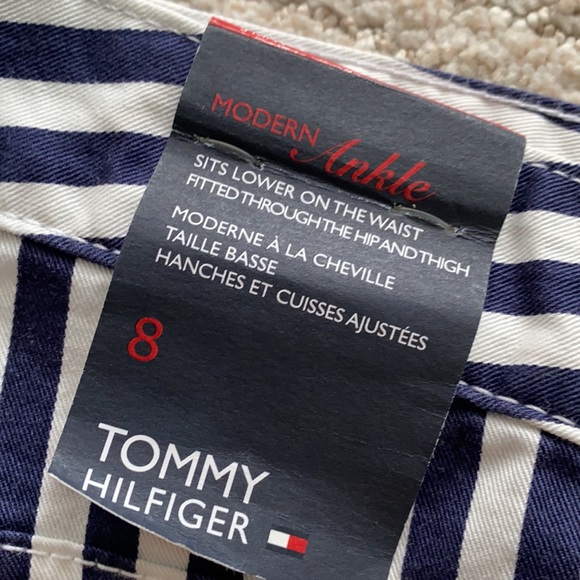 MODERN Ankle
SITS LOWER ON THE WAIST
FITTED THROUGH THE HIP AND THIGH
MODERNE À LA CHEVILLE
TAILLE BASSE
HANCHES ET CUISSES AJUSTÉES
8
TOMMY
HILFIGER